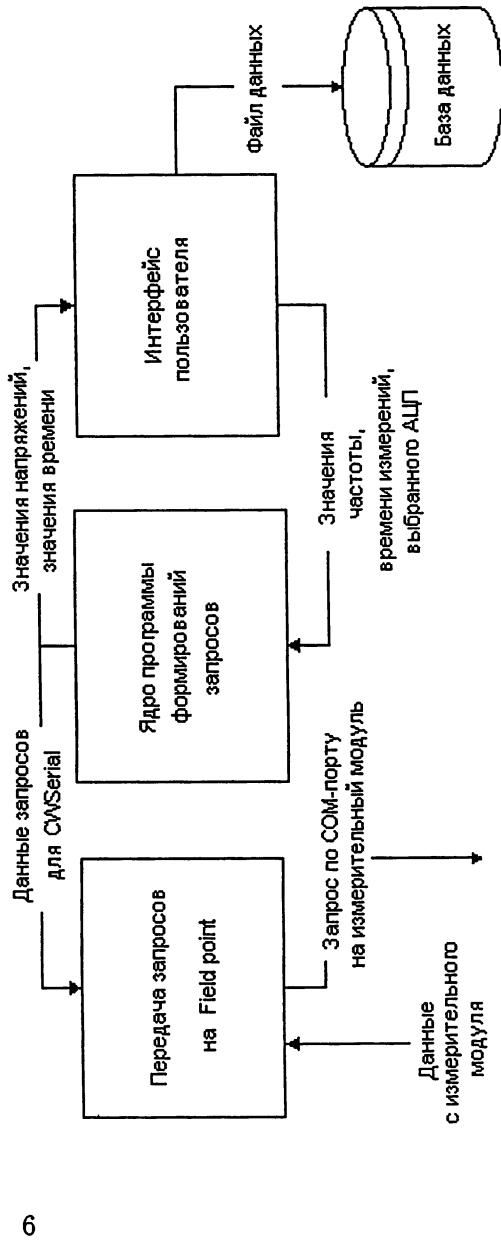 6
Данные запросов
для CWSerial
Значения напряжений,
значения времени
Передача запросов
на Field point
Ядро программы
формирований
запросов
Интерфейс
пользователя
Файл данных
База данных
Данные
с измерительного
модуля
Запрос по COM-порту
на измерительный модуль
Значения
частоты,
времени измерений,
выбранного АЦП